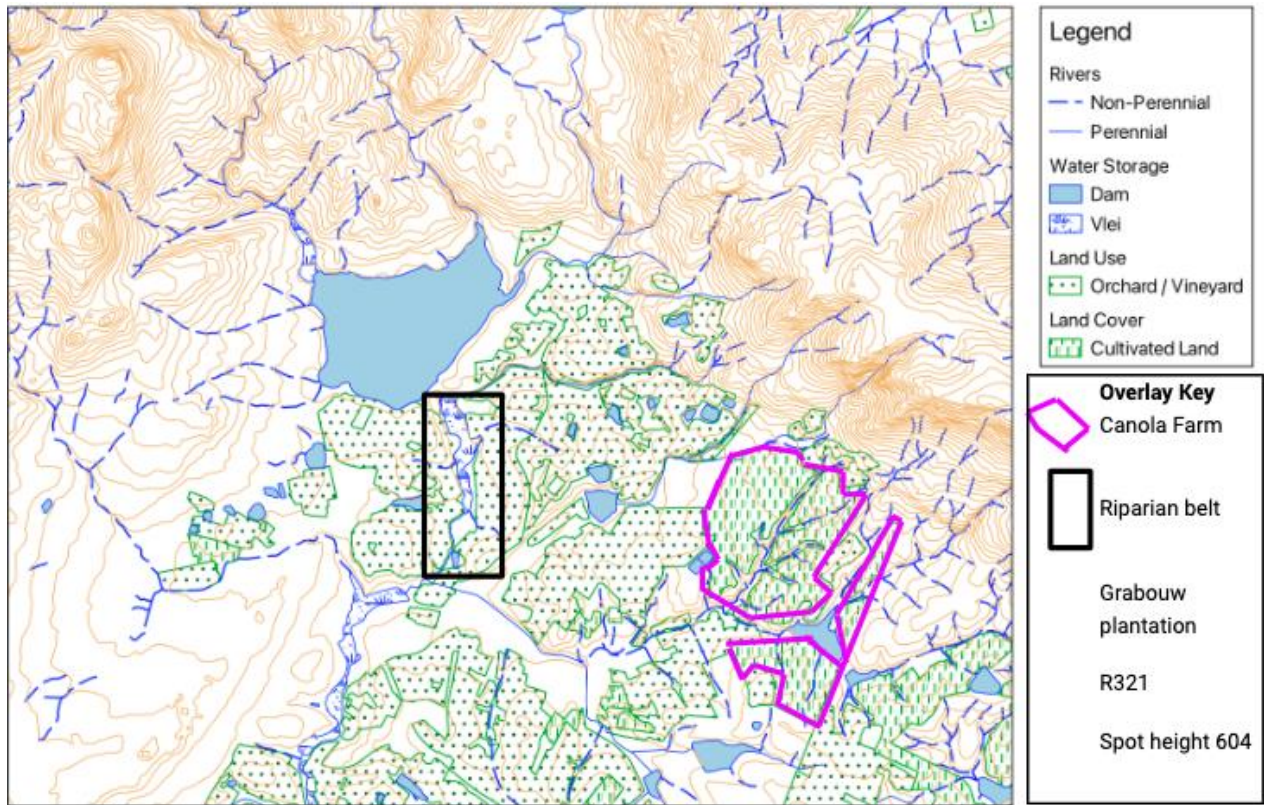 Legend
Rivers
Non-Perennial
Perennial
Water Storage
Dam
Vlei
Land Use
Orchard / Vineyard
Land Cover
Cultivated Land
Overlay Key
Canola Farm
Riparian belt
Grabouw
plantation
R321
Spot height 604